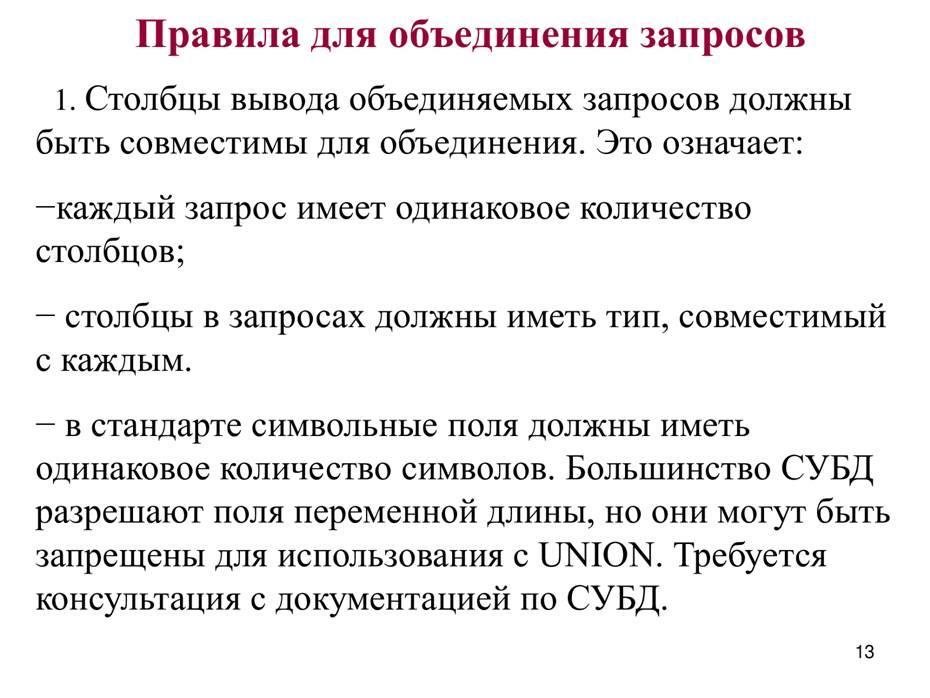 Правила для объединения запросов
1. Столбцы вывода объединяемых запросов должны
быть совместимы для объединения. Это означает:
−каждый запрос имеет одинаковое количество
столбцов;
− столбцы в запросах должны иметь тип, совместимый
с каждым.
− в стандарте символьные поля должны иметь
одинаковое количество символов. Большинство СУБД
разрешают поля переменной длины, но они могут быть
запрещены для использования с UNION. Требуется
консультация с документацией по СУБД.
13